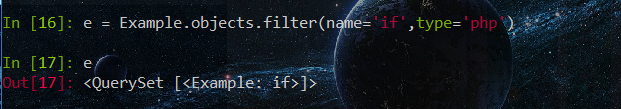 In [16]: e = Example.objects.filter(name='if',type='php')
In [17]: e
Out[17]: <QuerySet [<Example: if>]>